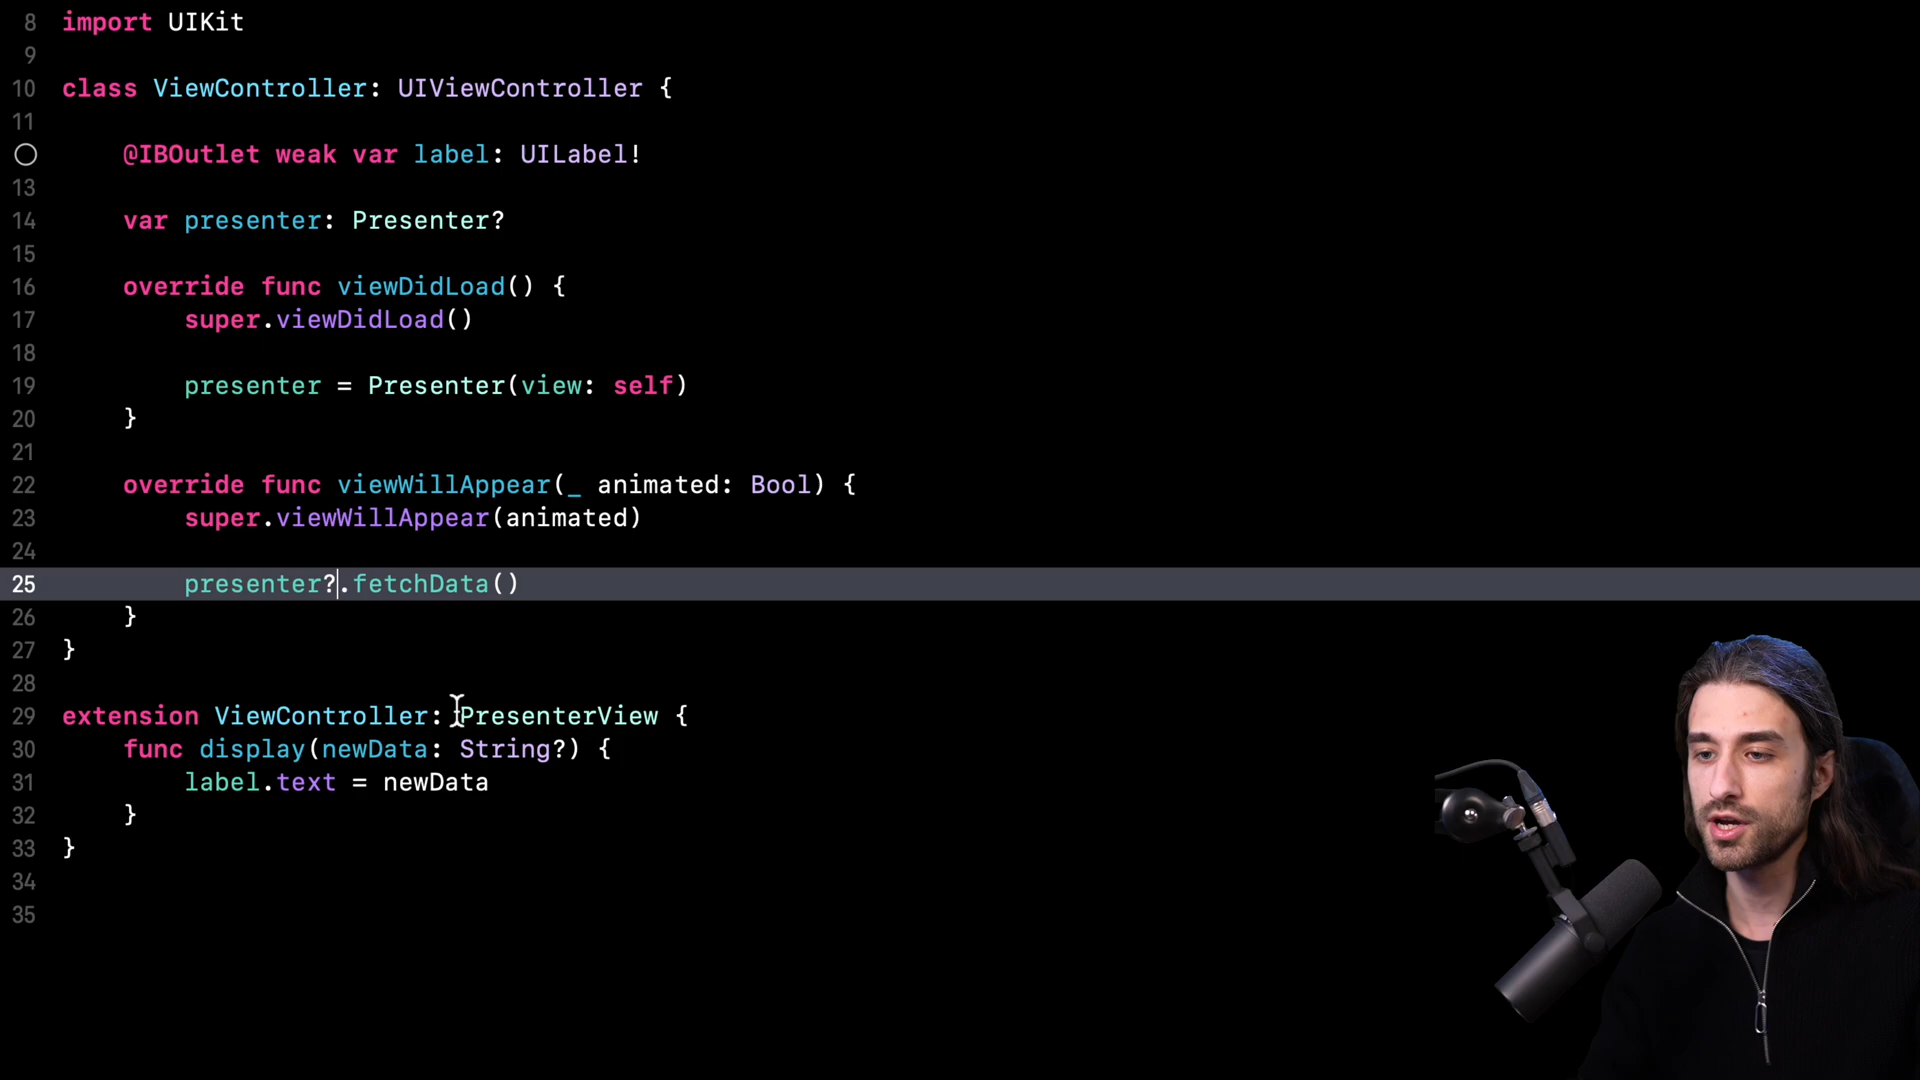 8 import UIKit
9
10 class ViewController: UIViewController {
11
@IBOutlet weak var label: UILabel!
13
14 var presenter: Presenter?
15
16 override func viewDidLoad() {
17 super.viewDidLoad()
18
19 presenter = Presenter(view: self)
20 }
21
22 override func viewWillAppear(_ animated: Bool) {
23 super.viewWillAppear(animated)
24
25 presenter?.fetchData()
26 }
27 }
28
29 extension ViewController: PresenterView {
30 func display(newData: String?) {
31 label.text = newData
32 }
33 }
34
35